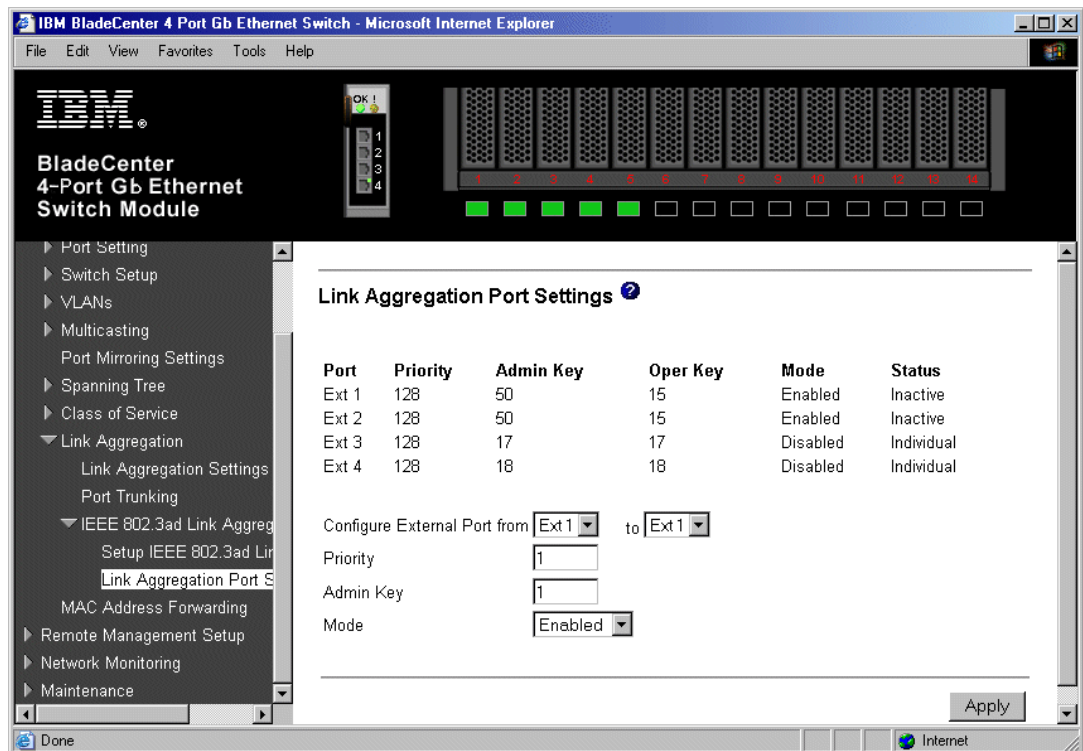 IBM BladeCenter 4 Port Gb Ethernet Switch - Microsoft Internet Explorer
File Edit View Favorites Tools Help
IBM®
BladeCenter
4-Port Gb Ethernet
Switch Module
OK !
1
2
3
4
1 2 3 4 5 6 7 8 9 10 11 12 13 14
Port Setting
Switch Setup
VLANs
Multicasting
Port Mirroring Settings
Spanning Tree
Class of Service
Link Aggregation
Link Aggregation Settings
Port Trunking
IEEE 802.3ad Link Aggreg
Setup IEEE 802.3ad Lin
Link Aggregation Port S
MAC Address Forwarding
Remote Management Setup
Network Monitoring
Maintenance
Link Aggregation Port Settings ?
Port Priority Admin Key Oper Key Mode Status
Ext 1 128 50 15 Enabled Inactive
Ext 2 128 50 15 Enabled Inactive
Ext 3 128 17 17 Disabled Individual
Ext 4 128 18 18 Disabled Individual
Configure External Port from Ext 1 to Ext 1
Priority 1
Admin Key 1
Mode Enabled
Apply
Done Internet